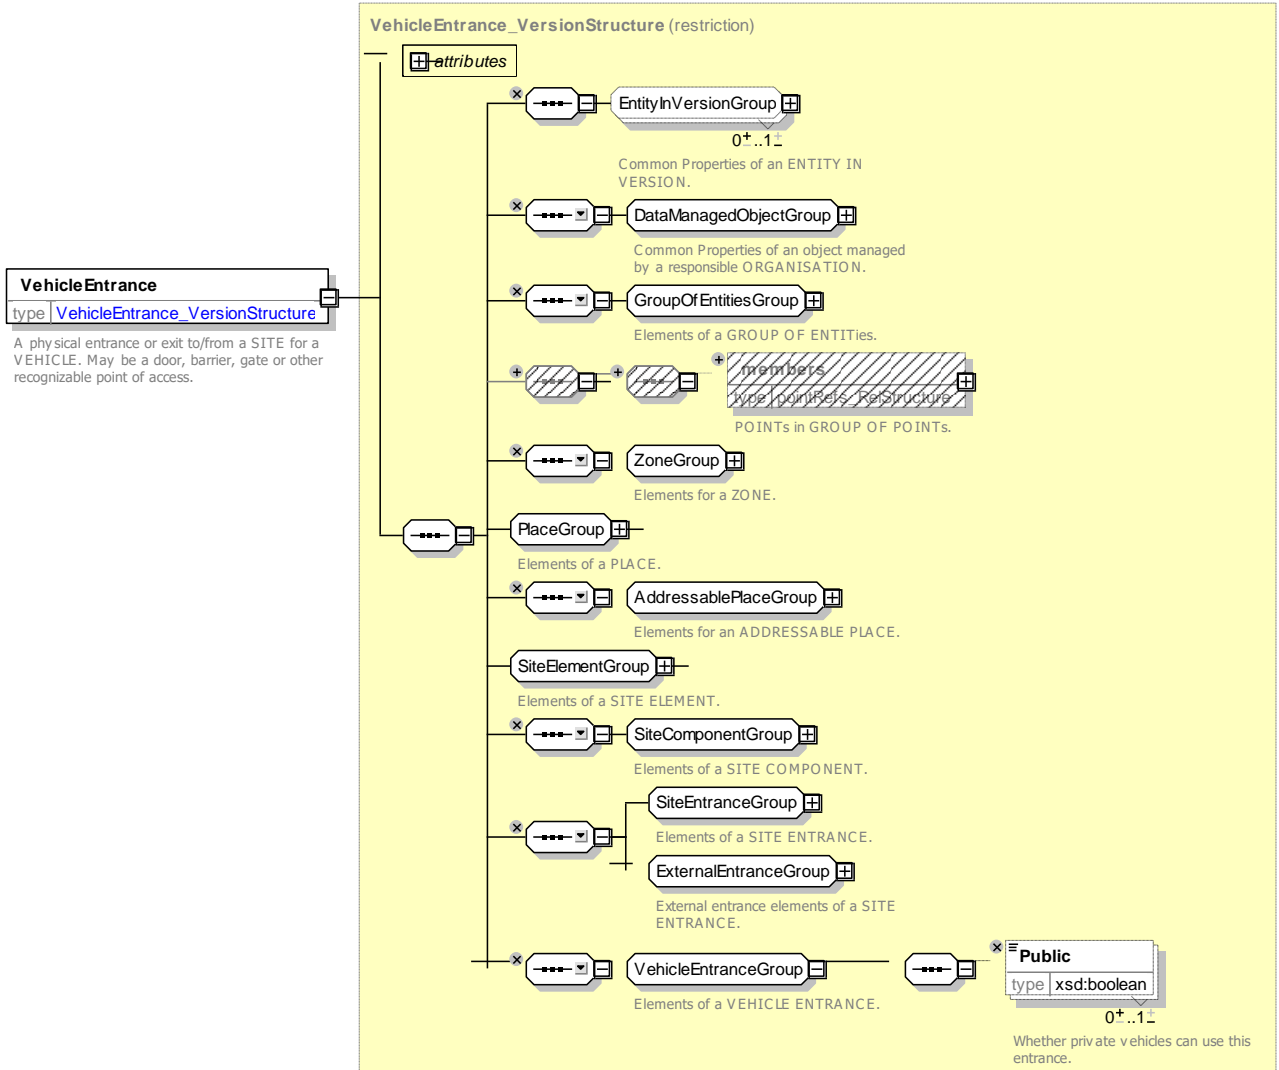 VehicleEntrance_VersionStructure (restriction)
attributes
EntityInVersionGroup
0..1
Common Properties of an ENTITY IN
VERSION.
DataManagedObjectGroup
Common Properties of an object managed
by a responsible ORGANISATION.
VehicleEntrance
type VehicleEntrance_VersionStructure
A physical entrance or exit to/from a SITE for a
VEHICLE. May be a door, barrier, gate or other
recognizable point of access.
GroupOfEntitiesGroup
Elements of a GROUP OF ENTITies.
members
type pointRefs_RelStructure
POINTs in GROUP OF POINTs.
ZoneGroup
Elements for a ZONE.
PlaceGroup
Elements of a PLACE.
AddressablePlaceGroup
Elements for an ADDRESSABLE PLACE.
SiteElementGroup
Elements of a SITE ELEMENT.
SiteComponentGroup
Elements of a SITE COMPONENT.
SiteEntranceGroup
Elements of a SITE ENTRANCE.
ExternalEntranceGroup
External entrance elements of a SITE
ENTRANCE.
VehicleEntranceGroup
Elements of a VEHICLE ENTRANCE.
Public
type xsd:boolean
0..1
Whether private vehicles can use this
entrance.